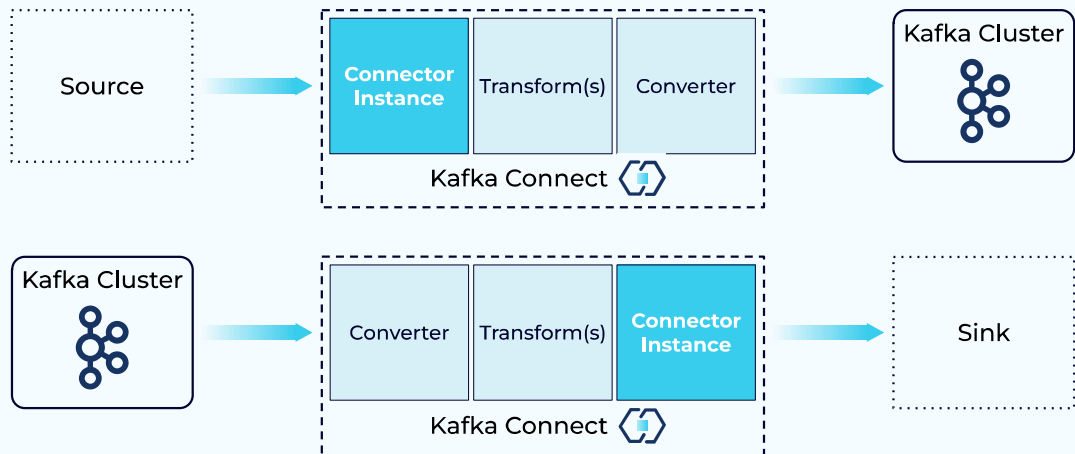 Source
Connector
Instance
Transform(s)
Converter
Kafka Connect
Kafka Cluster
Kafka Cluster
Converter
Transform(s)
Connector
Instance
Kafka Connect
Sink